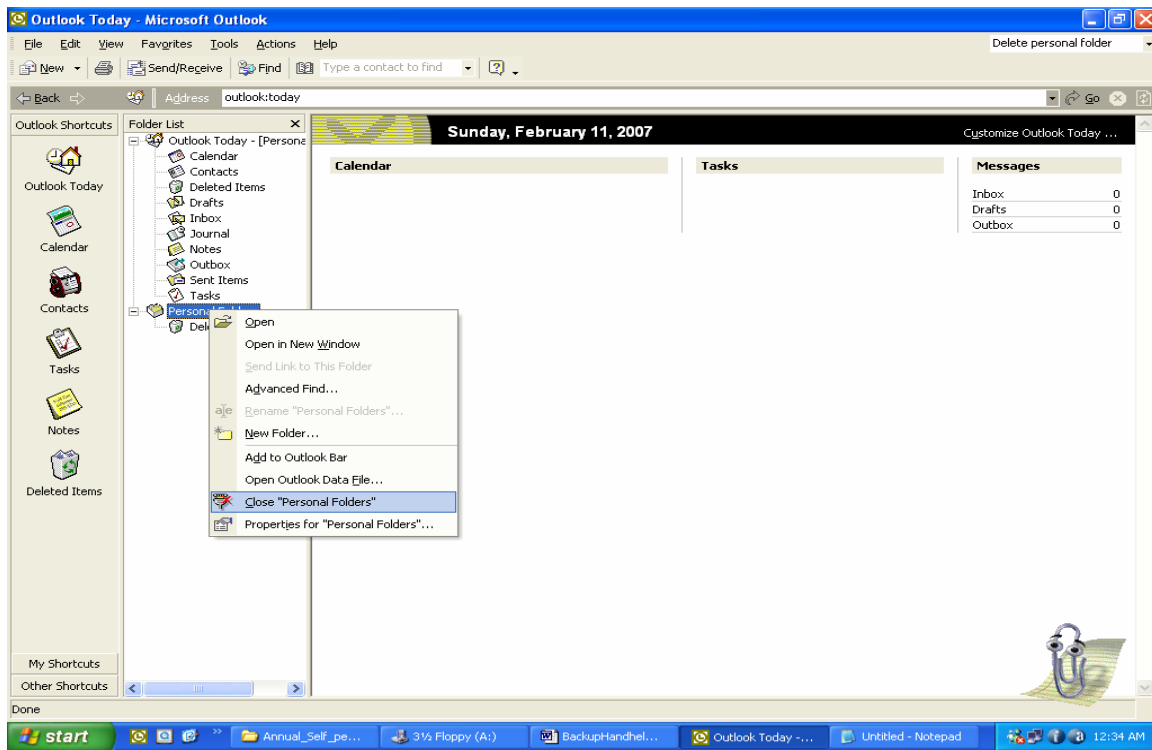 Outlook Today - Microsoft Outlook
File Edit View Favorites Tools Actions Help
Delete personal folder
New Send/Receive Find Type a contact to find
Back Address outlook:today Go
Outlook Shortcuts
Outlook Today
Calendar
Contacts
Tasks
Notes
Deleted Items
My Shortcuts
Other Shortcuts
Folder List
Outlook Today - [Persona
Calendar
Contacts
Deleted Items
Drafts
Inbox
Journal
Notes
Outbox
Sent Items
Tasks
Del
Open
Open in New Window
Send Link to This Folder
Advanced Find...
Rename "Personal Folders"...
New Folder...
Add to Outlook Bar
Open Outlook Data File...
Close "Personal Folders"
Properties for "Personal Folders"...
Sunday, February 11, 2007
Customize Outlook Today ...
Calendar
Tasks
Messages
Inbox 0
Drafts 0
Outbox 0
Done
start Annual_Self_pe... 3½ Floppy (A:) BackupHandhel... Outlook Today -... Untitled - Notepad 12:34 AM